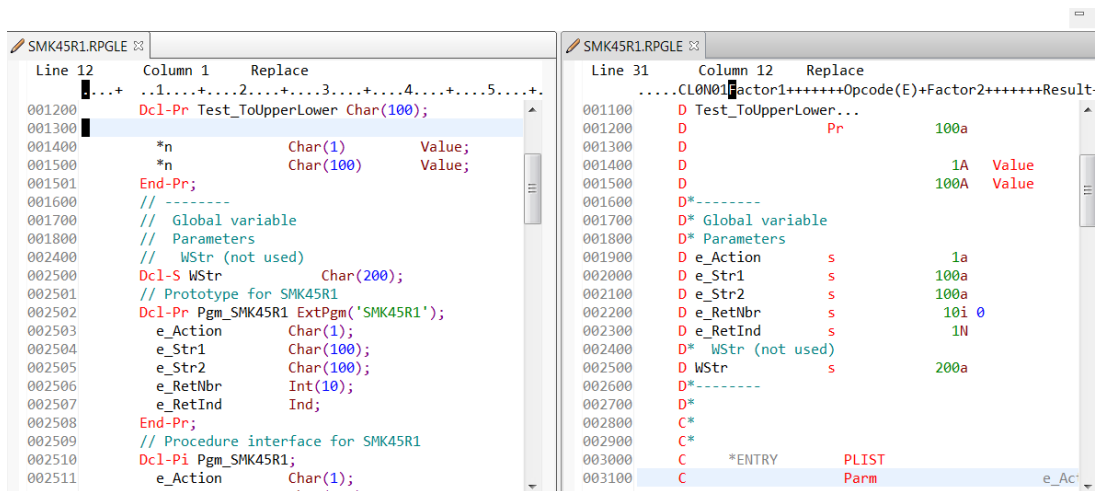 SMK45R1.RPGLE
Line 12 Column 1 Replace
....+ ..1....+....2....+....3....+....4....+....5....+.
001200 Dcl-Pr Test_ToUpperLower Char(100);
001300
001400 *n Char(1) Value;
001500 *n Char(100) Value;
001501 End-Pr;
001600 // --------
001700 // Global variable
001800 // Parameters
002400 // WStr (not used)
002500 Dcl-S WStr Char(200);
002501 // Prototype for SMK45R1
002502 Dcl-Pr Pgm_SMK45R1 ExtPgm('SMK45R1');
002503 e_Action Char(1);
002504 e_Str1 Char(100);
002505 e_Str2 Char(100);
002506 e_RetNbr Int(10);
002507 e_RetInd Ind;
002508 End-Pr;
002509 // Procedure interface for SMK45R1
002510 Dcl-Pi Pgm_SMK45R1;
002511 e_Action Char(1);
SMK45R1.RPGLE
Line 31 Column 12 Replace
.....CL0N01Factor1+++++++Opcode(E)+Factor2+++++++Result+
001100 D Test_ToUpperLower...
001200 D Pr 100a
001300 D
001400 D 1A Value
001500 D 100A Value
001600 D*--------
001700 D* Global variable
001800 D* Parameters
001900 D e_Action s 1a
002000 D e_Str1 s 100a
002100 D e_Str2 s 100a
002200 D e_RetNbr s 10i 0
002300 D e_RetInd s 1N
002400 D* WStr (not used)
002500 D WStr s 200a
002600 D*--------
002700 D*
002800 C*
002900 C*
003000 C *ENTRY PLIST
003100 C Parm e_Ac